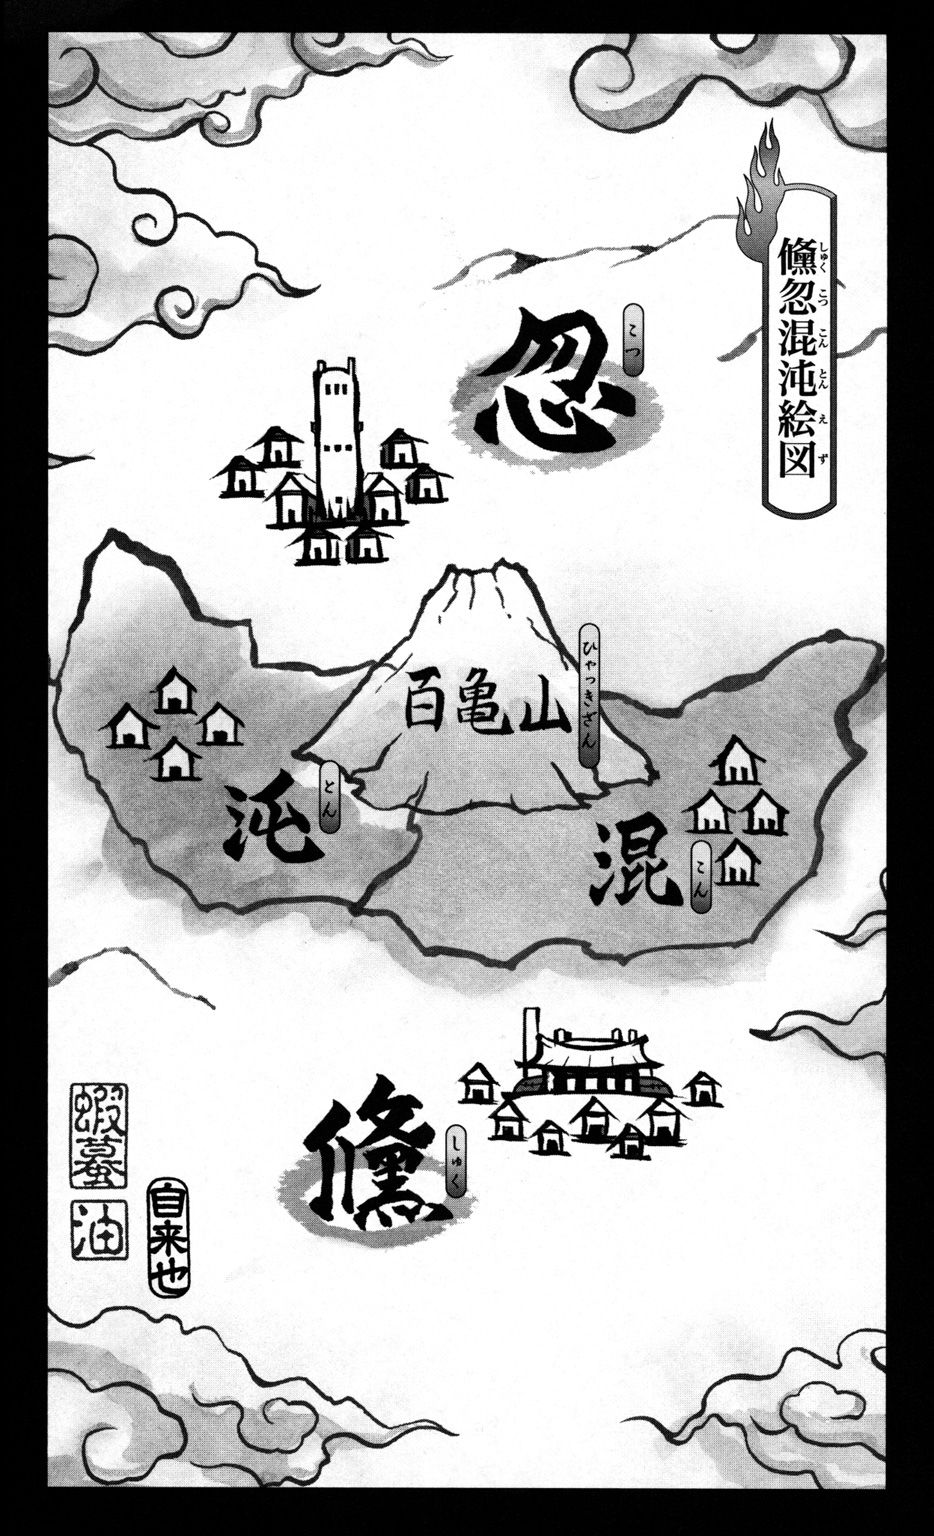 儵忽混沌絵図
しゅくこつこんとんえず
忽
こつ
百亀山
ひゃっきざん
沌
とん
混
こん
儵
しゅく
蝦蟇
油
自来也